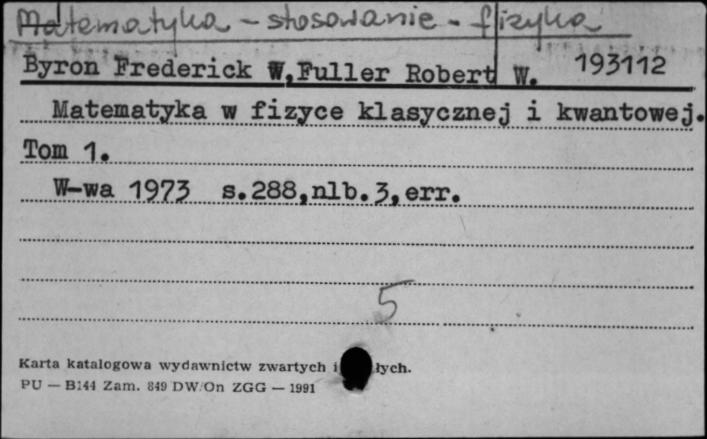 Matematyka - stosowanie - fizyka
Byron Frederick W,Fuller Robert W. 193112
Matematyka w fizyce klasycznej i kwantowej.
Tom 1.
W-wa 1973 s.288,nlb.3,err.
5
Karta katalogowa wydawnictw zwartych i łych.
PU — B144 Zam. 849 DW/On ZGG — 1991